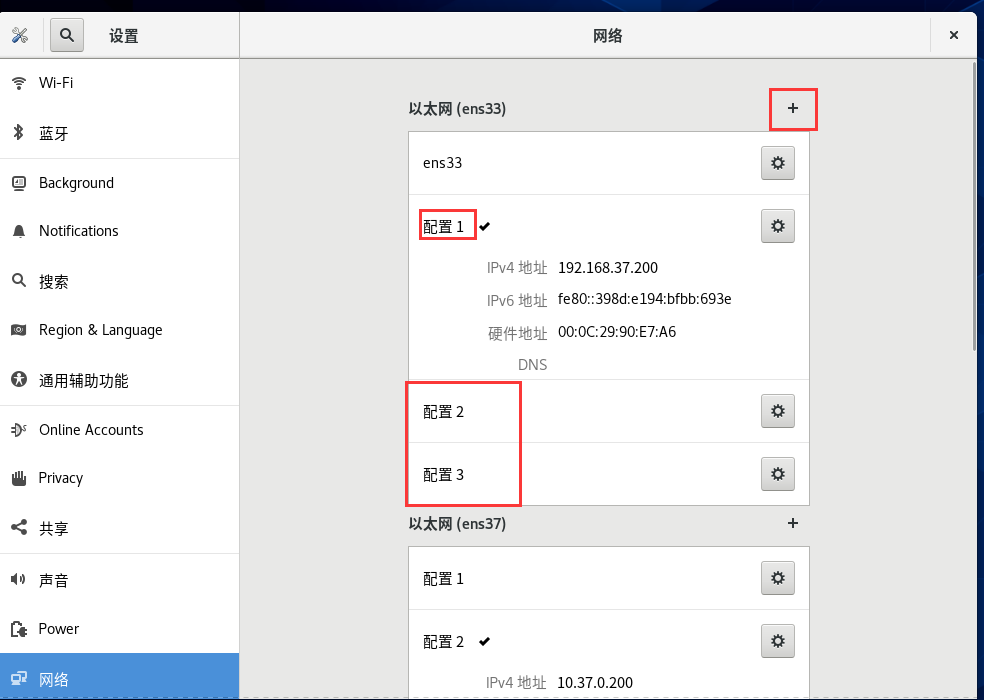 设置
网络
Wi-Fi
蓝牙
Background
Notifications
搜索
Region & Language
通用辅助功能
Online Accounts
Privacy
共享
声音
Power
网络
以太网 (ens33)
ens33
配置 1
IPv4 地址 192.168.37.200
IPv6 地址 fe80::398d:e194:bfbb:693e
硬件地址 00:0C:29:90:E7:A6
DNS
配置 2
配置 3
以太网 (ens37)
配置 1
配置 2
IPv4 地址 10.37.0.200